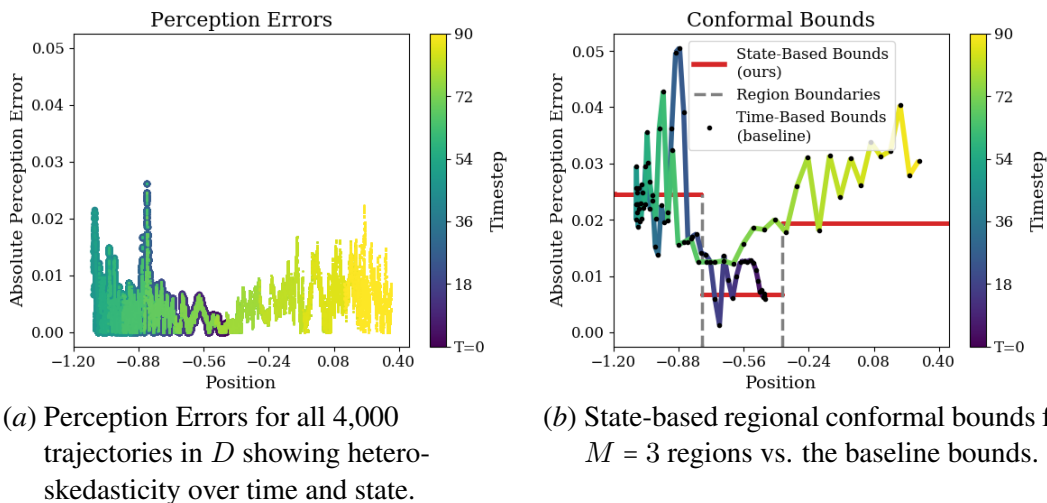 Perception Errors
Absolute Perception Error
0.05
0.04
0.03
0.02
0.01
0.00
−1.20 −0.88 −0.56 −0.24 0.08 0.40
Position
90
72
54
36
18
T=0
Timestep
Conformal Bounds
Absolute Perception Error
0.05
0.04
0.03
0.02
0.01
0.00
State-Based Bounds
(ours)
Region Boundaries
Time-Based Bounds
(baseline)
−1.20 −0.88 −0.56 −0.24 0.08 0.40
Position
90
72
54
36
18
T=0
Timestep
(a) Perception Errors for all 4,000
trajectories in D showing hetero-
skedasticity over time and state.
(b) State-based regional conformal bounds f
M = 3 regions vs. the baseline bounds.